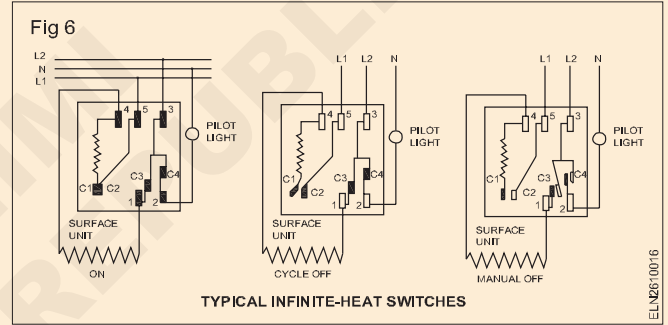 Fig 6
L2
N
L1
4
5
3
PILOT
LIGHT
C1
C2
C3
C4
1
2
SURFACE
UNIT
ON
L1
L2
N
4
5
3
PILOT
LIGHT
C1
C2
C3
C4
1
2
SURFACE
UNIT
CYCLE OFF
L1
L2
N
4
5
3
PILOT
LIGHT
C1
C2
C3
C4
1
2
SURFACE
UNIT
MANUAL OFF
TYPICAL INFINITE-HEAT SWITCHES
ELN2610016